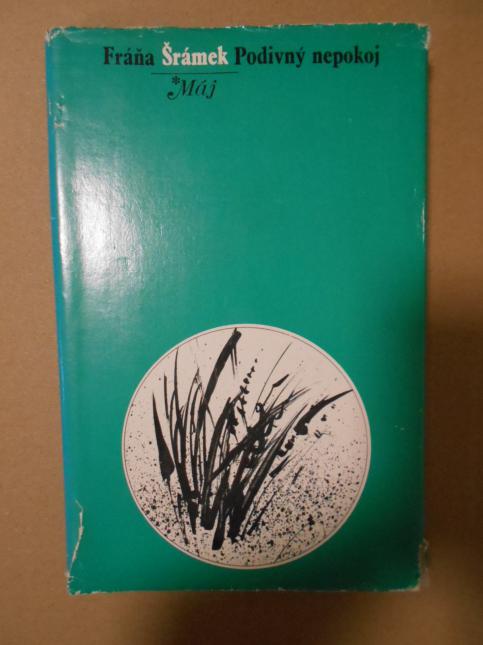 Fráňa Šrámek Podivný nepokoj
*Máj